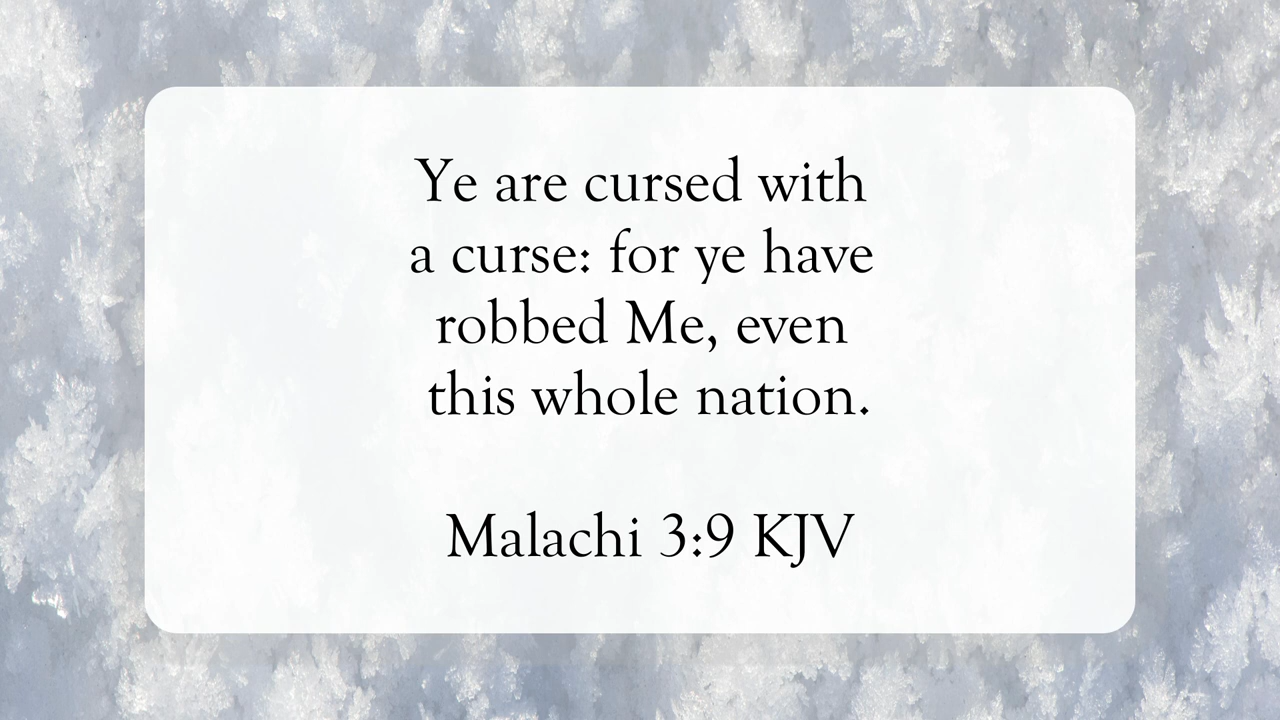 Ye are cursed with
a curse: for ye have
robbed Me, even
this whole nation.
Malachi 3:9 KJV